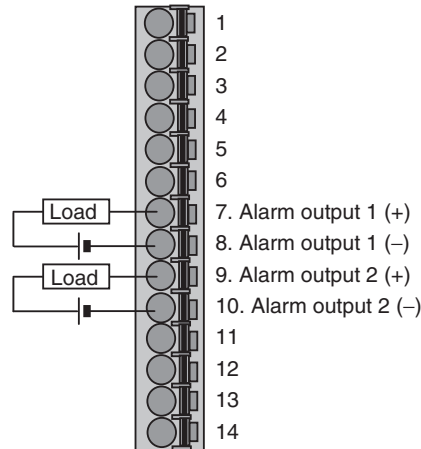 1
2
3
4
5
6
Load 7. Alarm output 1 (+)
8. Alarm output 1 (–)
Load 9. Alarm output 2 (+)
10. Alarm output 2 (–)
11
12
13
14